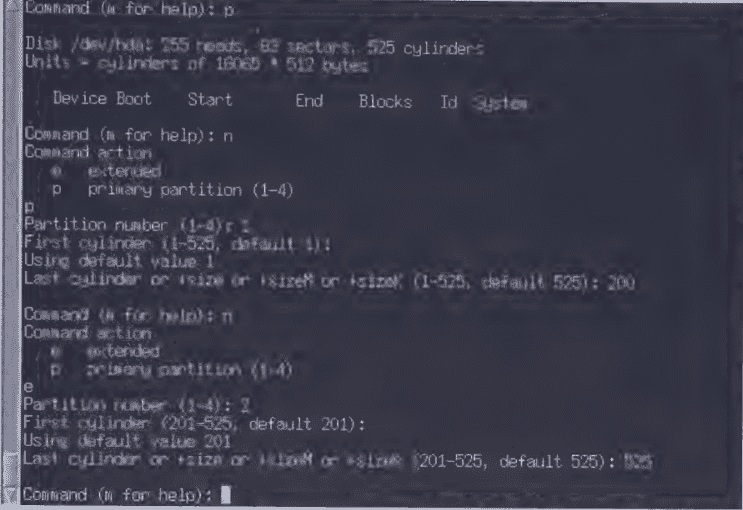 Command (m for help): p
Disk /dev/hda: 255 heads, 63 sectors, 525 cylinders
Units = cylinders of 16065 * 512 bytes
Device Boot Start End Blocks Id System
Command (m for help): n
Command action
e extended
p primary partition (1-4)
p
Partition number (1-4): 1
First cylinder (1-525, default 1):
Using default value 1
Last cylinder or +size or +sizeM or +sizeK (1-525, default 525): 200
Command (m for help): n
Command action
e extended
p primary partition (1-4)
e
Partition number (1-4): 2
First cylinder (201-525, default 201):
Using default value 201
Last cylinder or +size or +sizeM or +sizeK (201-525, default 525): 525
Command (m for help):